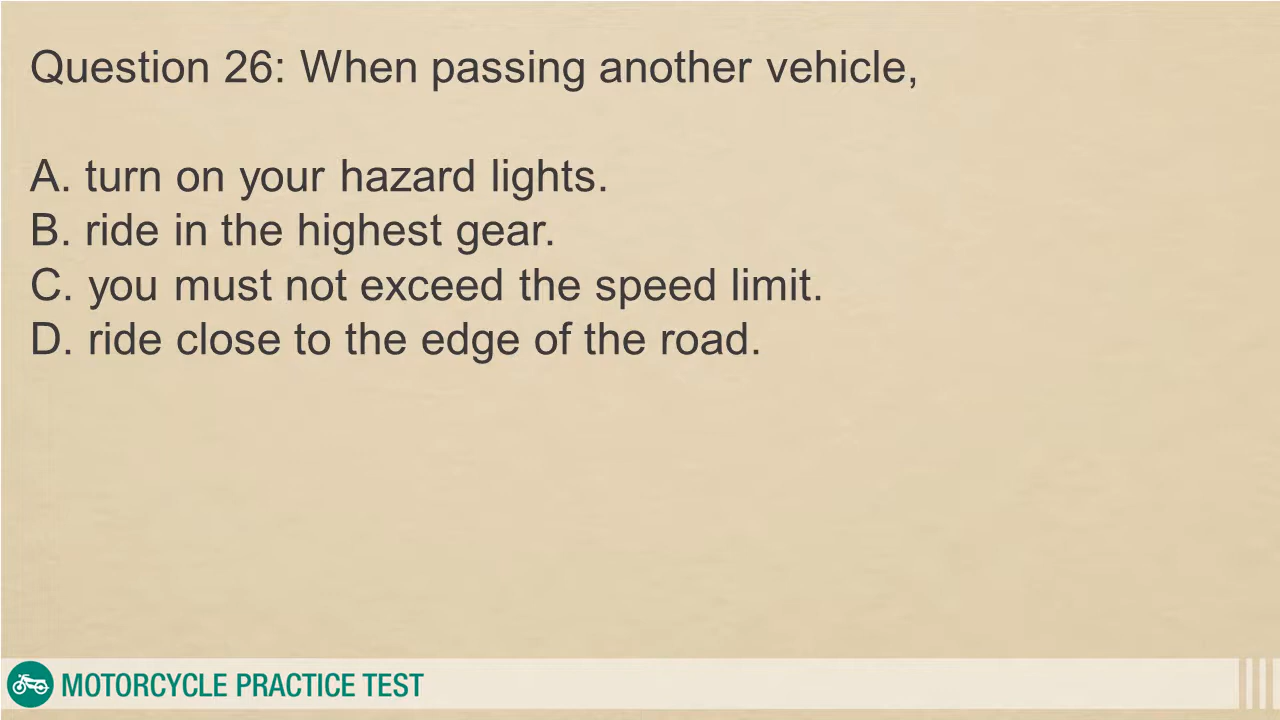 Question 26: When passing another vehicle,
A. turn on your hazard lights.
B. ride in the highest gear.
C. you must not exceed the speed limit.
D. ride close to the edge of the road.
MOTORCYCLE PRACTICE TEST